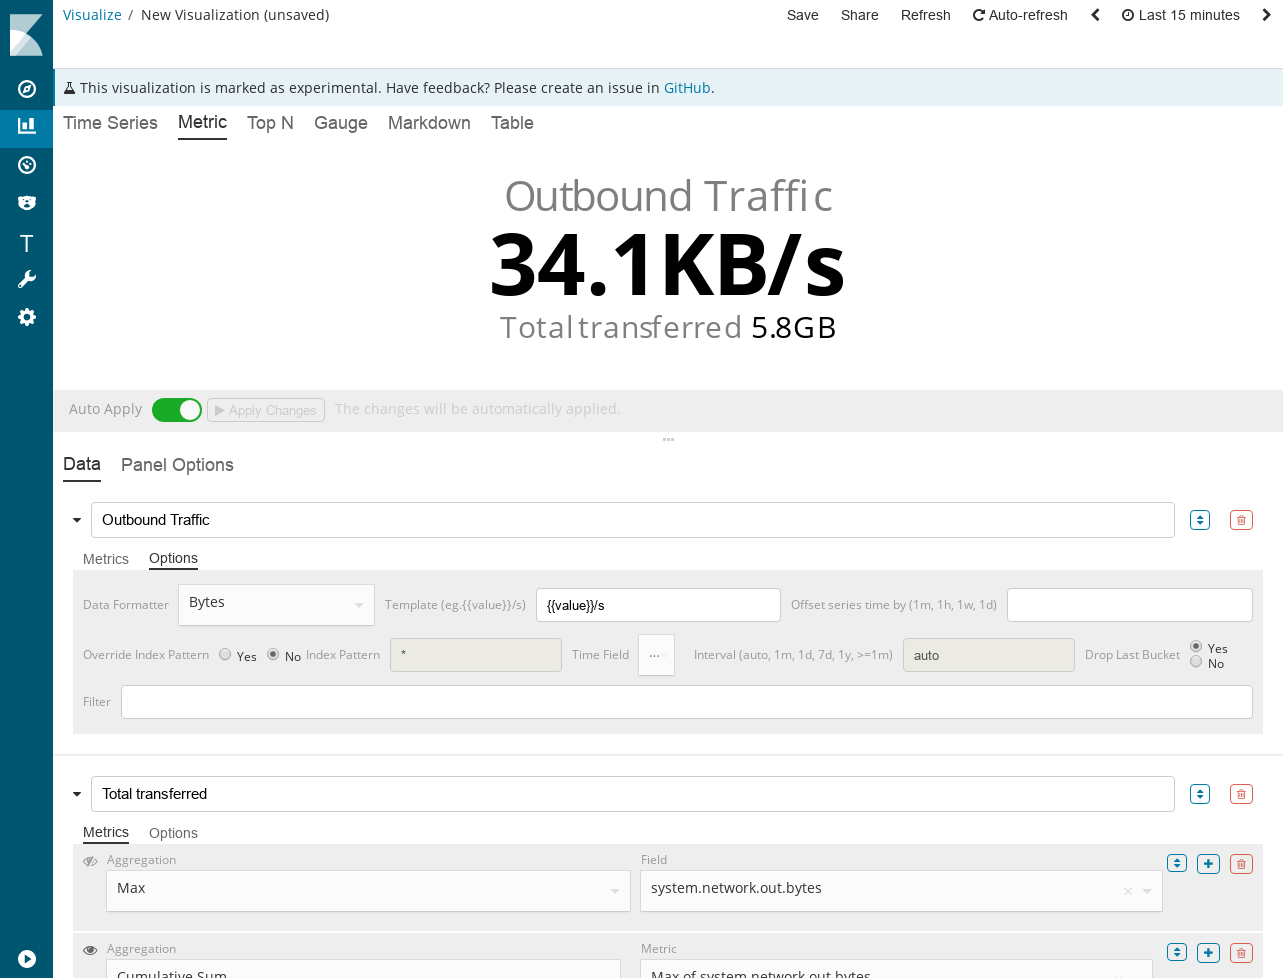 Visualize / New Visualization (unsaved) Save Share Refresh Auto-refresh Last 15 minutes
This visualization is marked as experimental. Have feedback? Please create an issue in GitHub.
Time Series Metric Top N Gauge Markdown Table
Outbound Traffic
34.1KB/s
Total transferred 5.8GB
Auto Apply Apply Changes The changes will be automatically applied.
Data Panel Options
Outbound Traffic
Metrics Options
Data Formatter Bytes Template (eg.{{value}}/s) {{value}}/s Offset series time by (1m, 1h, 1w, 1d)
Override Index Pattern Yes No Index Pattern * Time Field ... Interval (auto, 1m, 1d, 7d, 1y, >=1m) auto Drop Last Bucket Yes
No
Filter
Total transferred
Metrics Options
Aggregation Field
Max system.network.out.bytes
Aggregation Metric
Cumulative Sum Max of system.network.out.bytes